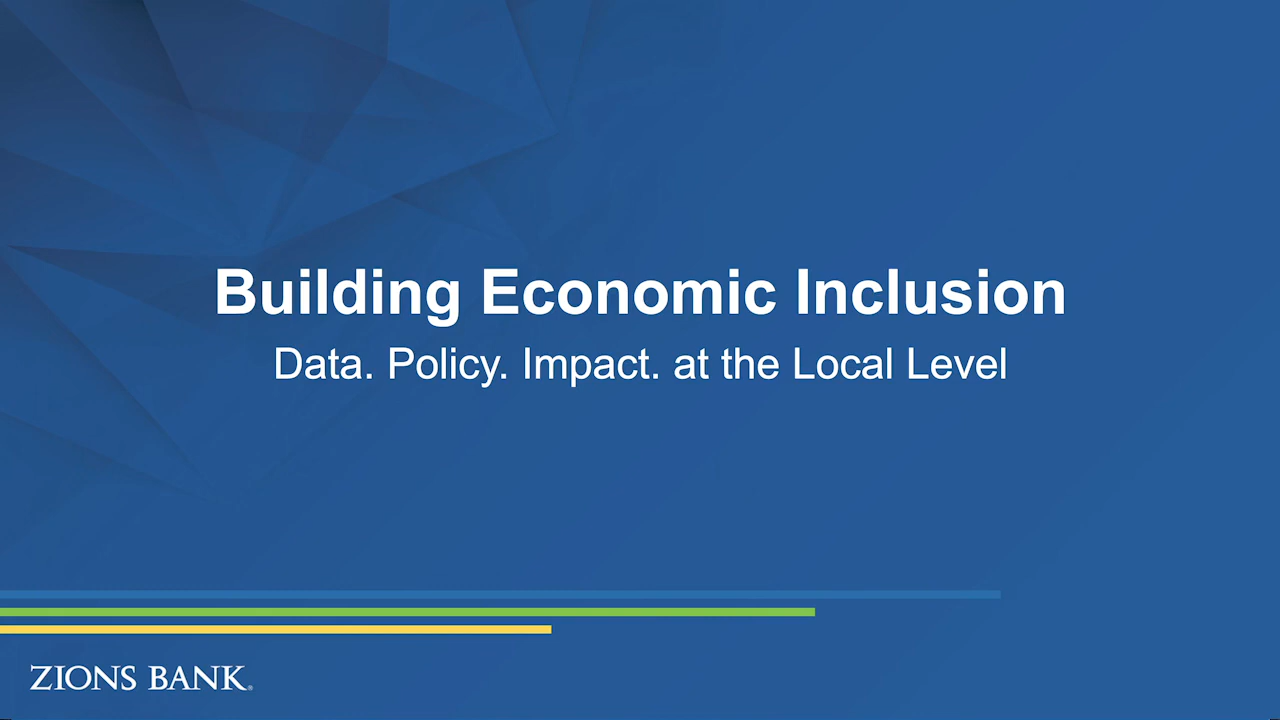 Building Economic Inclusion
Data. Policy. Impact. at the Local Level
ZIONS BANK®